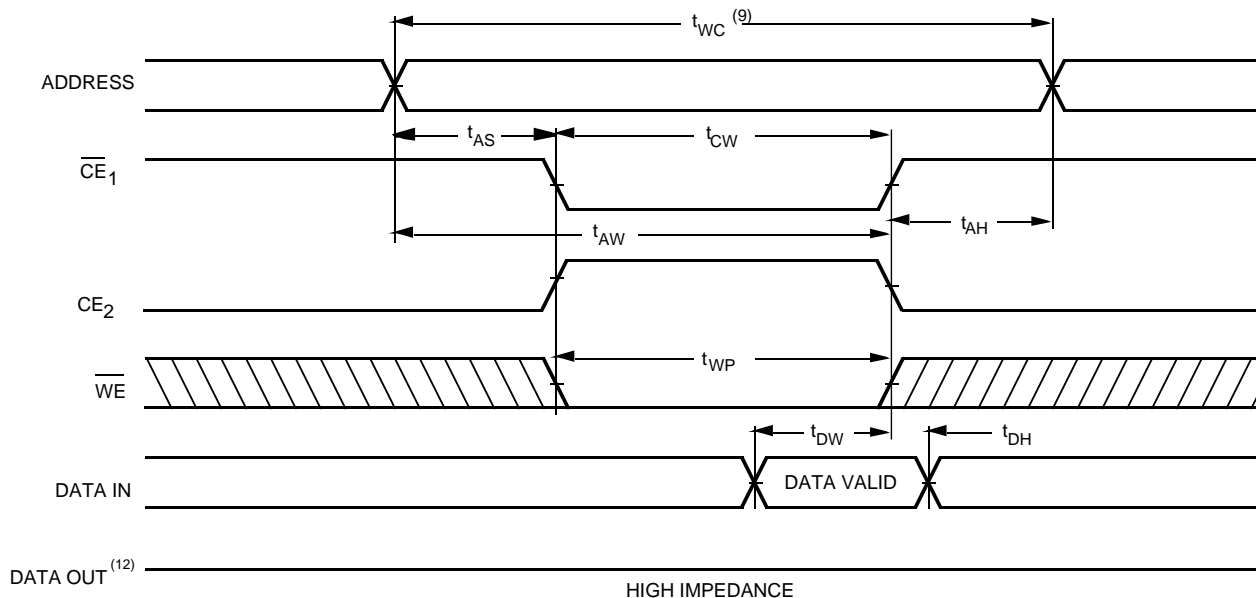 tWC (9)
ADDRESS
tAS
tCW
CE1
tAW
tAH
CE2
tWP
WE
tDW
tDH
DATA IN
DATA VALID
DATA OUT (12)
HIGH IMPEDANCE